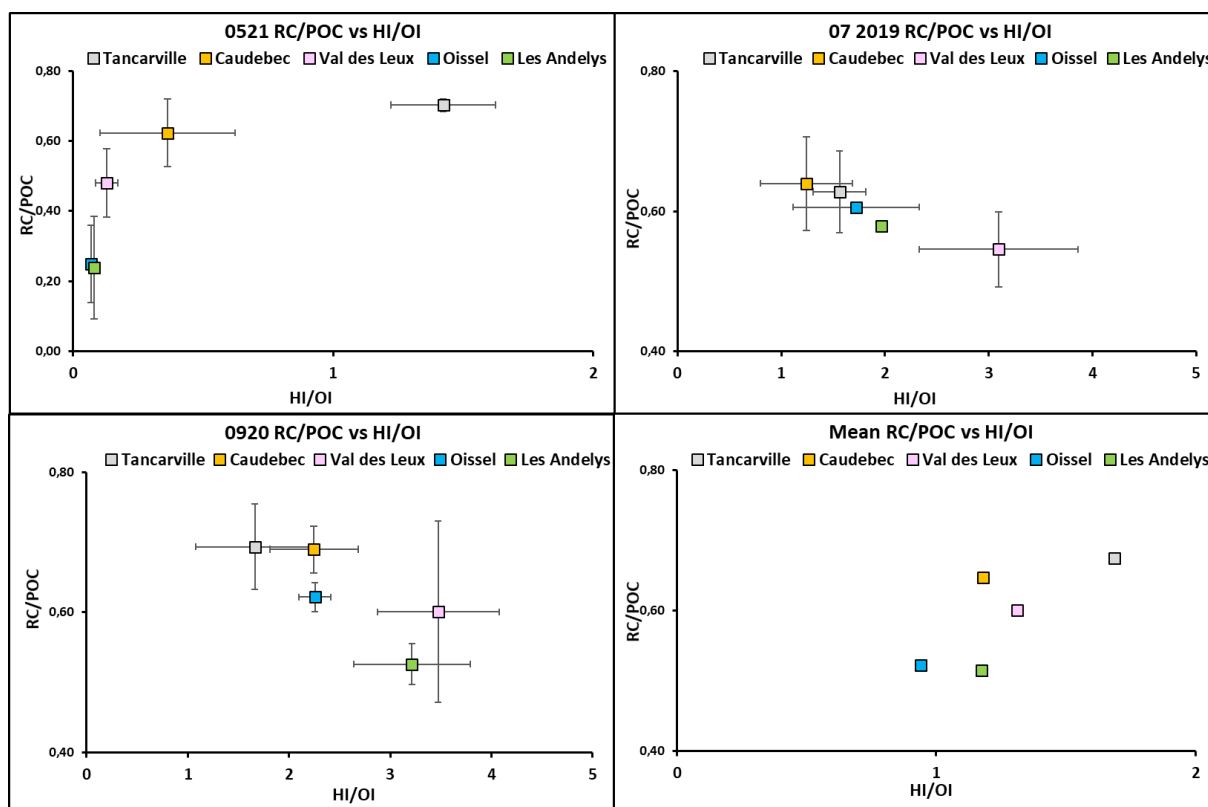 0521 RC/POC vs HI/OI
Tancarville Caudebec Val des Leux Oissel Les Andelys
0,80
0,60
0,40
0,20
0,00
RC/POC
0 1 2
HI/OI
07 2019 RC/POC vs HI/OI
Tancarville Caudebec Val des Leux Oissel Les Andelys
0,80
0,60
0,40
RC/POC
0 1 2 3 4 5
HI/OI
0920 RC/POC vs HI/OI
Tancarville Caudebec Val des Leux Oissel Les Andelys
0,80
0,60
0,40
RC/POC
0 1 2 3 4 5
HI/OI
Mean RC/POC vs HI/OI
Tancarville Caudebec Val des Leux Oissel Les Andelys
0,80
0,60
0,40
RC/POC
0 1 2
HI/OI